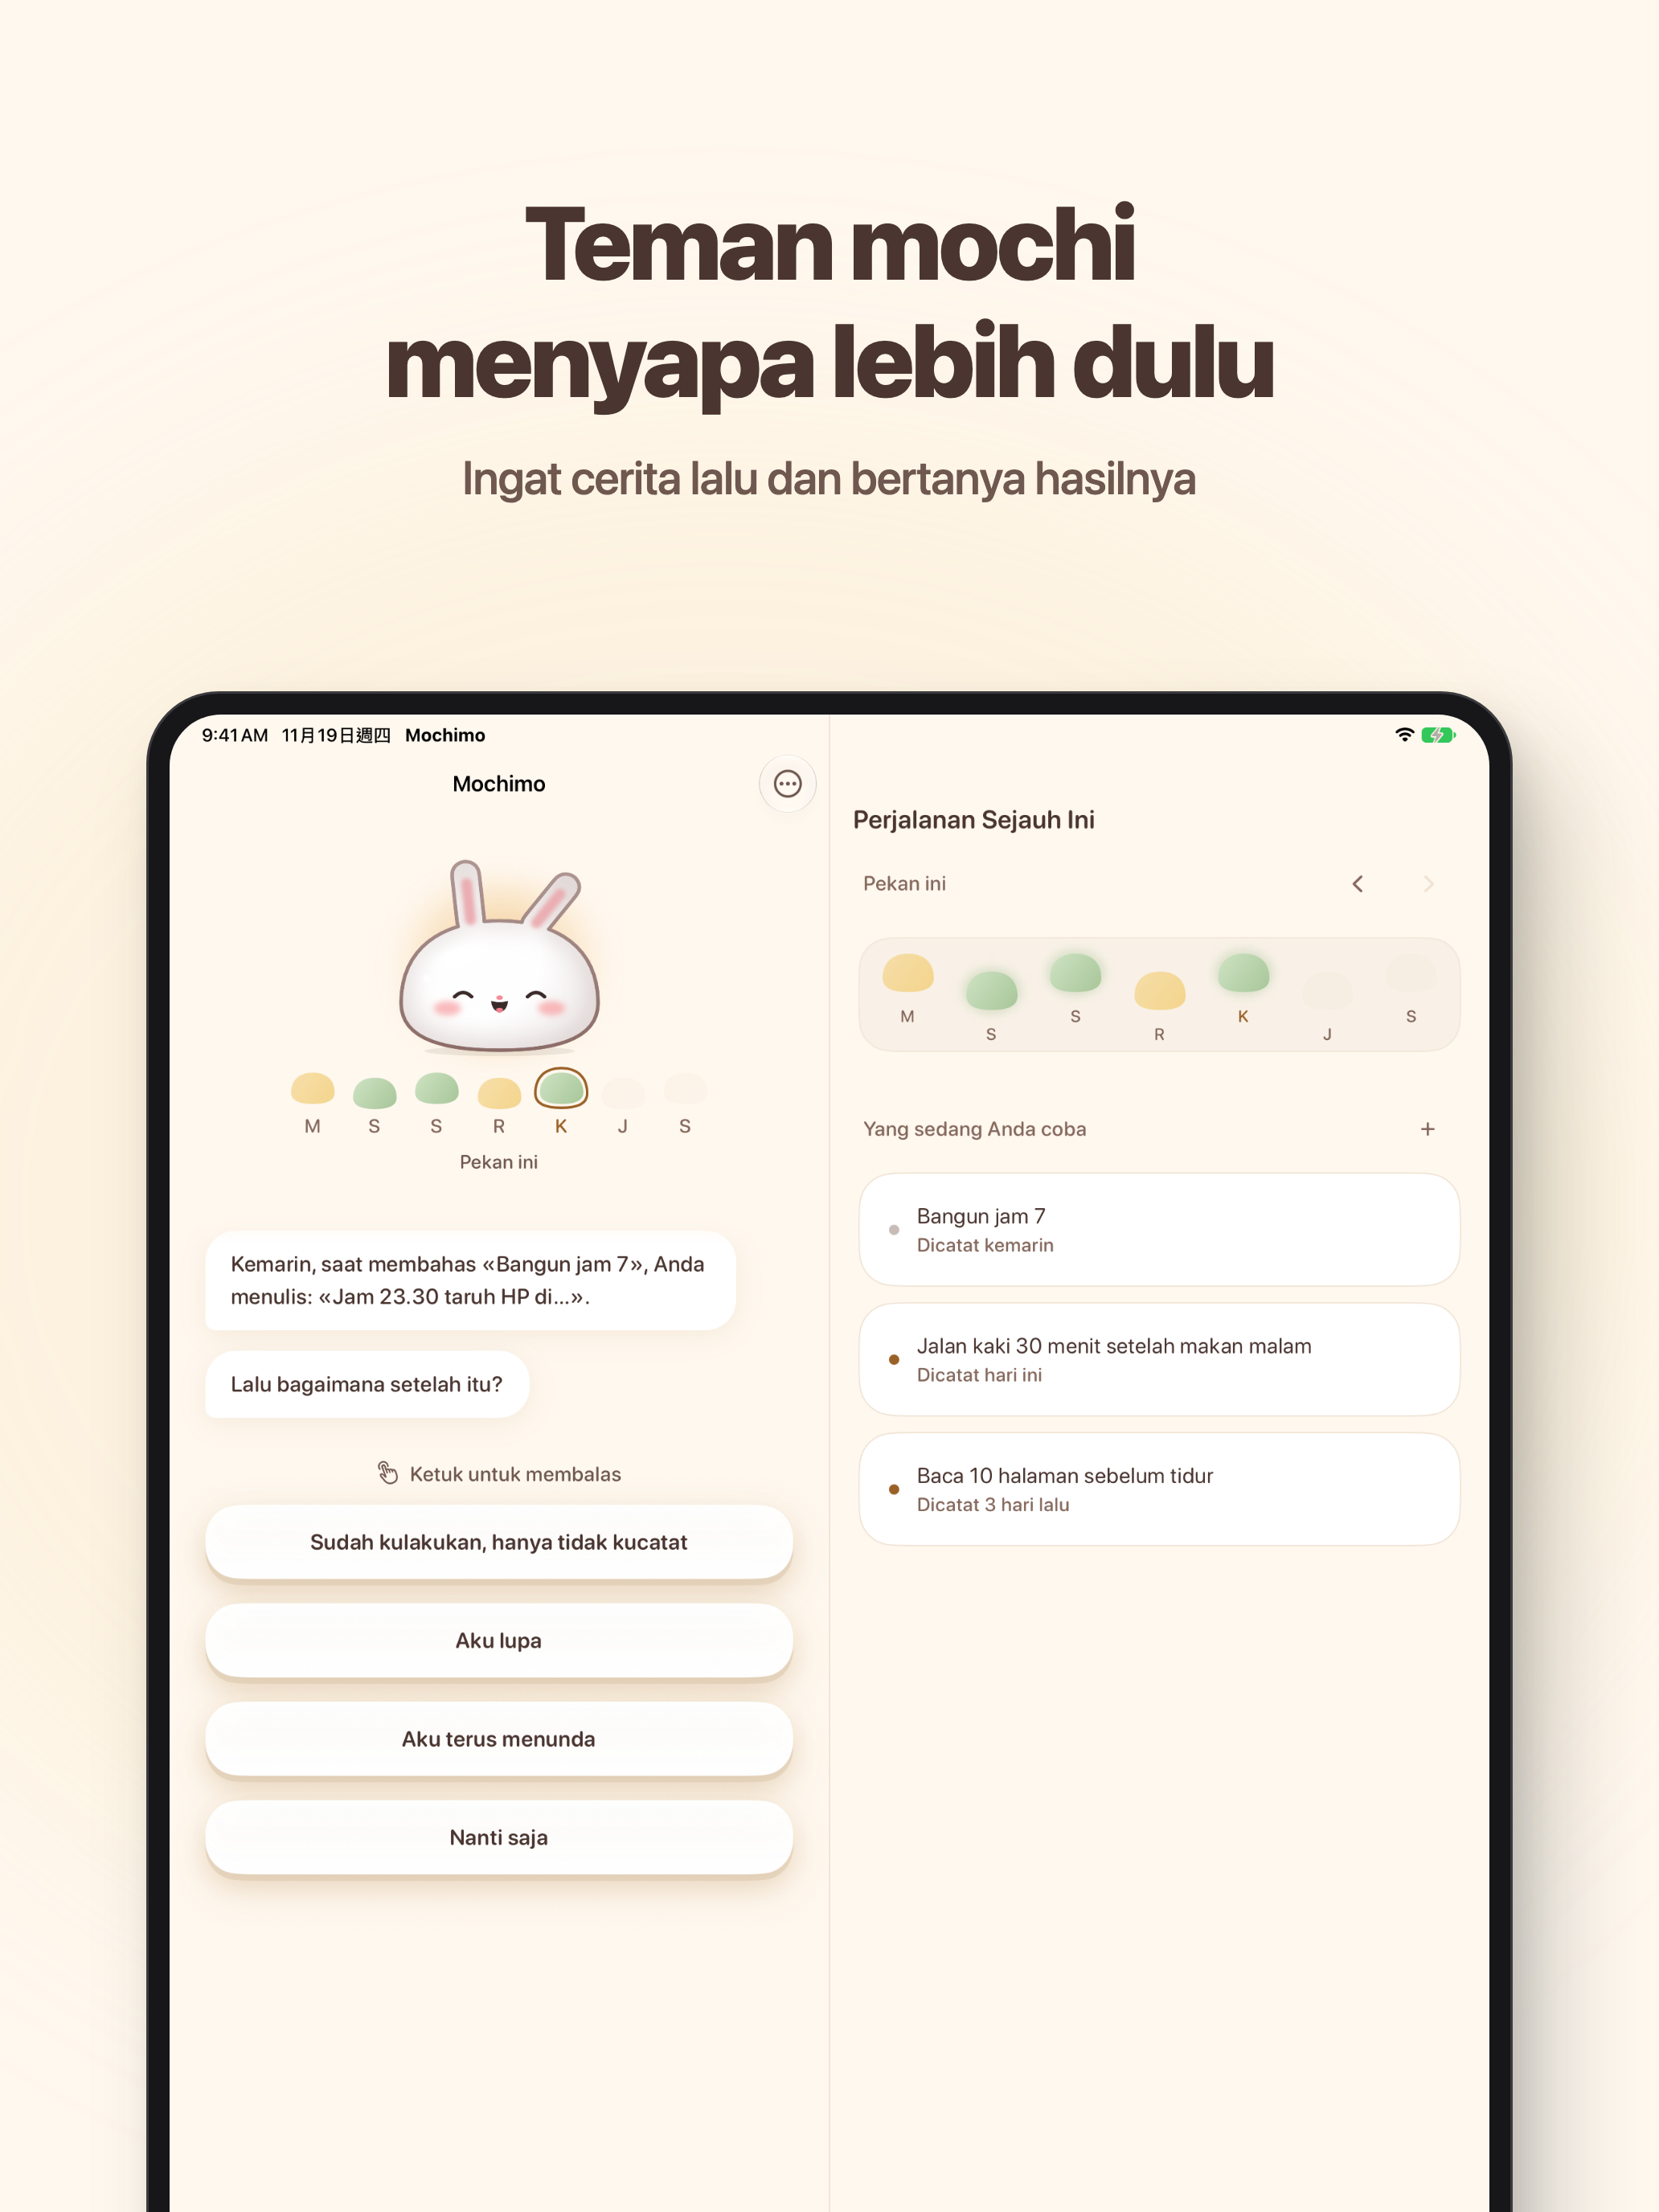 Teman mochi
menyapa lebih dulu
Ingat cerita lalu dan bertanya hasilnya
9:41 AM 11月19日週四 Mochimo
Mochimo
M S S R K J S
Pekan ini
Kemarin, saat membahas «Bangun jam 7», Anda
menulis: «Jam 23.30 taruh HP di...».
Lalu bagaimana setelah itu?
Ketuk untuk membalas
Sudah kulakukan, hanya tidak kucatat
Aku lupa
Aku terus menunda
Nanti saja
Perjalanan Sejauh Ini
Pekan ini
M S S R K J S
Yang sedang Anda coba
Bangun jam 7
Dicatat kemarin
Jalan kaki 30 menit setelah makan malam
Dicatat hari ini
Baca 10 halaman sebelum tidur
Dicatat 3 hari lalu